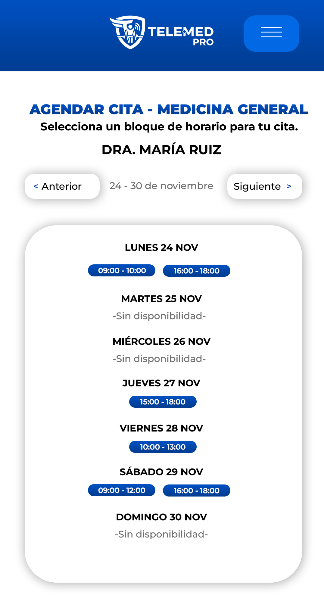 TELEMED
PRO
AGENDAR CITA - MEDICINA GENERAL
Selecciona un bloque de horario para tu cita.
DRA. MARÍA RUIZ
< Anterior 24 - 30 de noviembre Siguiente >
LUNES 24 NOV
09:00 - 10:00 16:00 - 18:00
MARTES 25 NOV
-Sin disponibilidad-
MIÉRCOLES 26 NOV
-Sin disponibilidad-
JUEVES 27 NOV
15:00 - 18:00
VIERNES 28 NOV
10:00 - 13:00
SÁBADO 29 NOV
09:00 - 12:00 16:00 - 18:00
DOMINGO 30 NOV
-Sin disponibilidad-